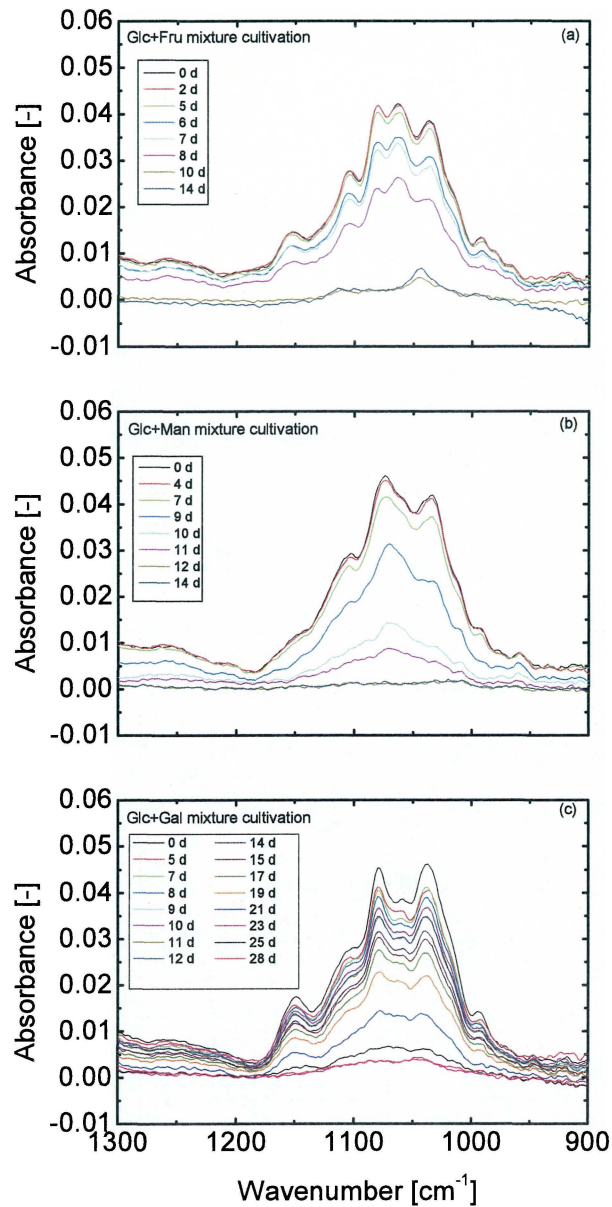 0.06
Glc+Fru mixture cultivation
(a)
0.05
0 d
2 d
5 d
6 d
7 d
8 d
10 d
14 d
0.04
0.03
0.02
0.01
0.00
-0.01
Absorbance [-]
0.06
Glc+Man mixture cultivation
(b)
0.05
0 d
4 d
7 d
9 d
10 d
11 d
12 d
14 d
0.04
0.03
0.02
0.01
0.00
-0.01
Absorbance [-]
0.06
Glc+Gal mixture cultivation
(c)
0.05
0 d 14 d
5 d 15 d
7 d 17 d
8 d 19 d
9 d 21 d
10 d 23 d
11 d 25 d
12 d 28 d
0.04
0.03
0.02
0.01
0.00
-0.01
Absorbance [-]
1300 1200 1100 1000 900
Wavenumber [cm⁻¹]